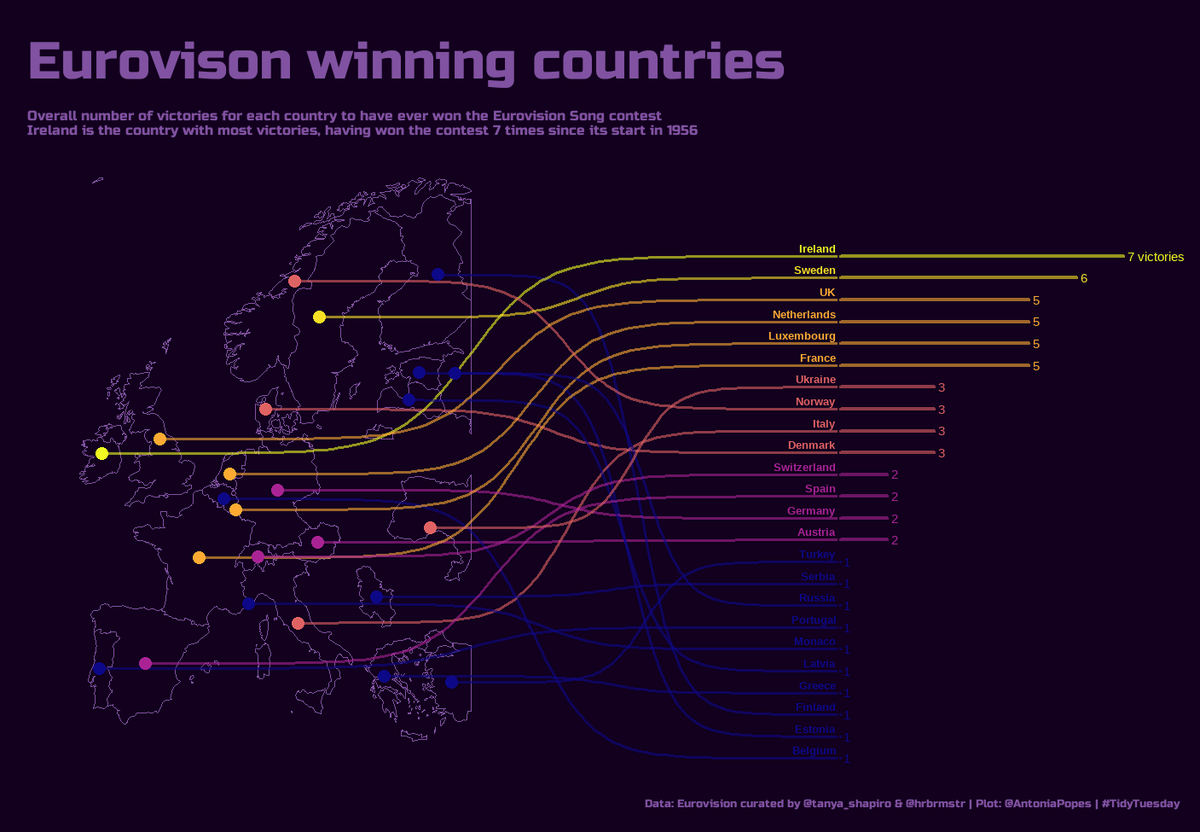 Eurovison winning countries
Overall number of victories for each country to have ever won the Eurovision Song contest
Ireland is the country with most victories, having won the contest 7 times since its start in 1956
Ireland 7 victories
Sweden 6
UK 5
Netherlands 5
Luxembourg 5
France 5
Ukraine 3
Norway 3
Italy 3
Denmark 3
Switzerland 2
Spain 2
Germany 2
Austria 2
Turkey 1
Serbia 1
Russia 1
Portugal 1
Monaco 1
Latvia 1
Greece 1
Finland 1
Estonia 1
Belgium 1
Data: Eurovision curated by @tanya_shapiro & @hrbrmstr | Plot: @AntoniaPopes | #TidyTuesday